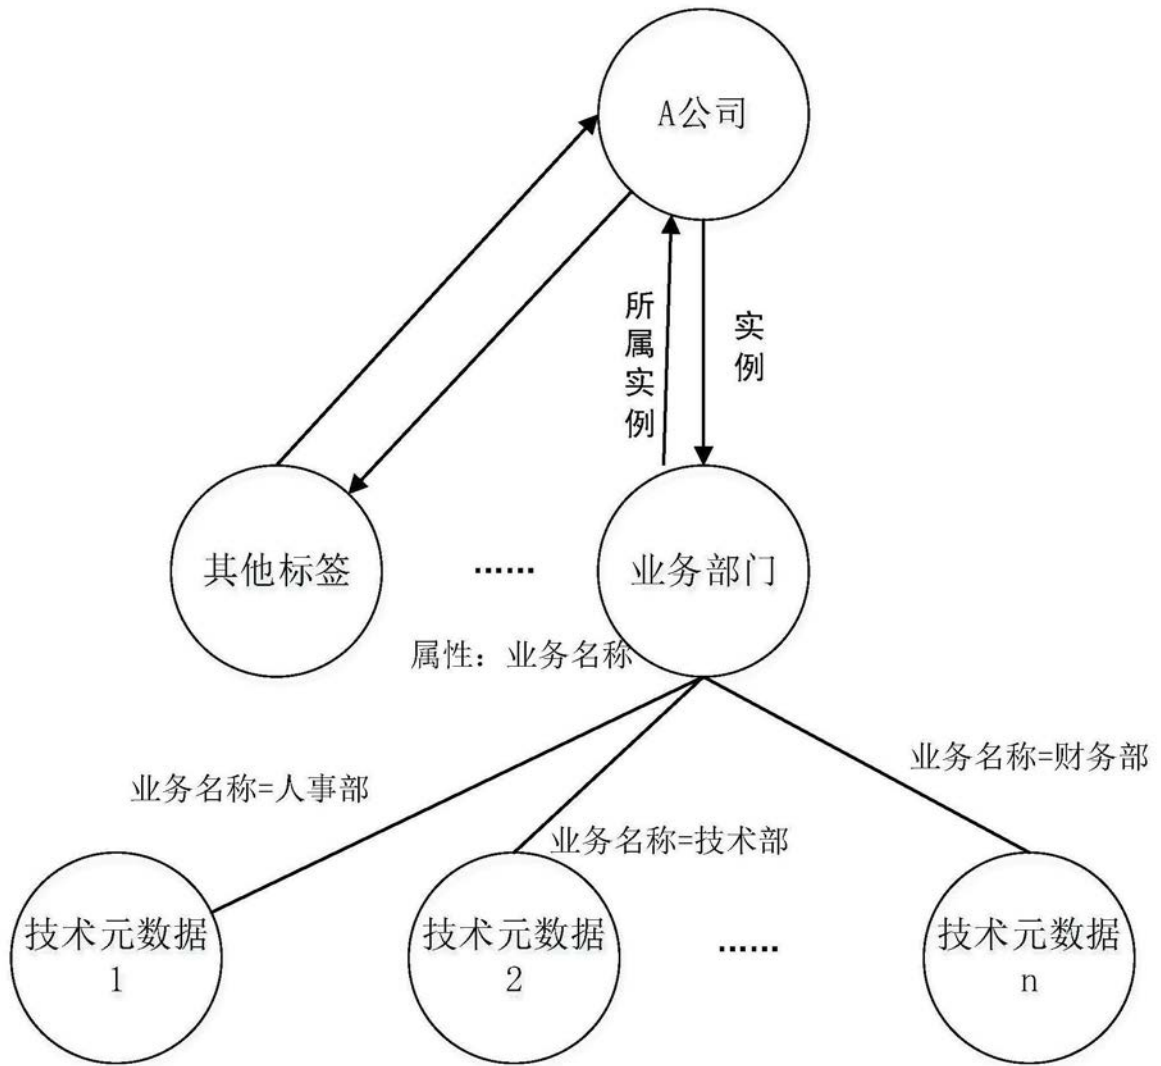 A公司
所属实例
实例
其他标签
……
业务部门
属性：业务名称
业务名称=财务部
业务名称=人事部
业务名称=技术部
技术元数据
1
技术元数据
2
……
技术元数据
n